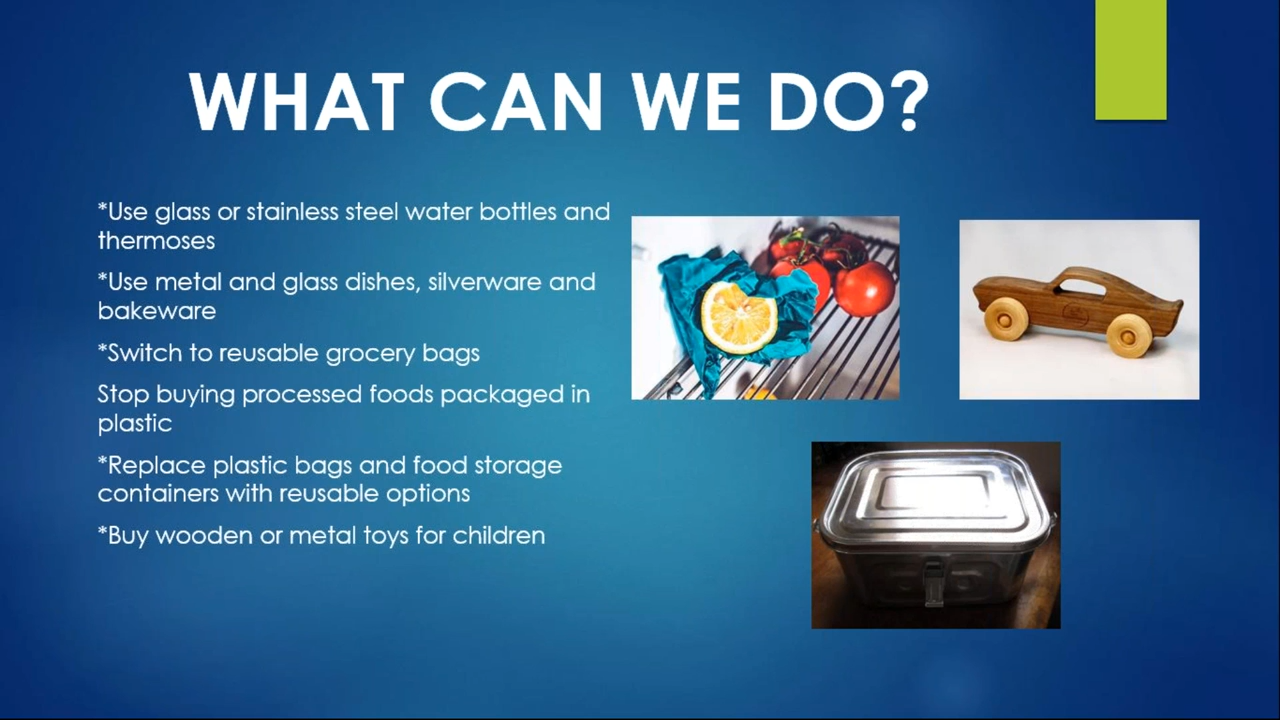 WHAT CAN WE DO?
*Use glass or stainless steel water bottles and
thermoses
*Use metal and glass dishes, silverware and
bakeware
*Switch to reusable grocery bags
Stop buying processed foods packaged in
plastic
*Replace plastic bags and food storage
containers with reusable options
*Buy wooden or metal toys for children